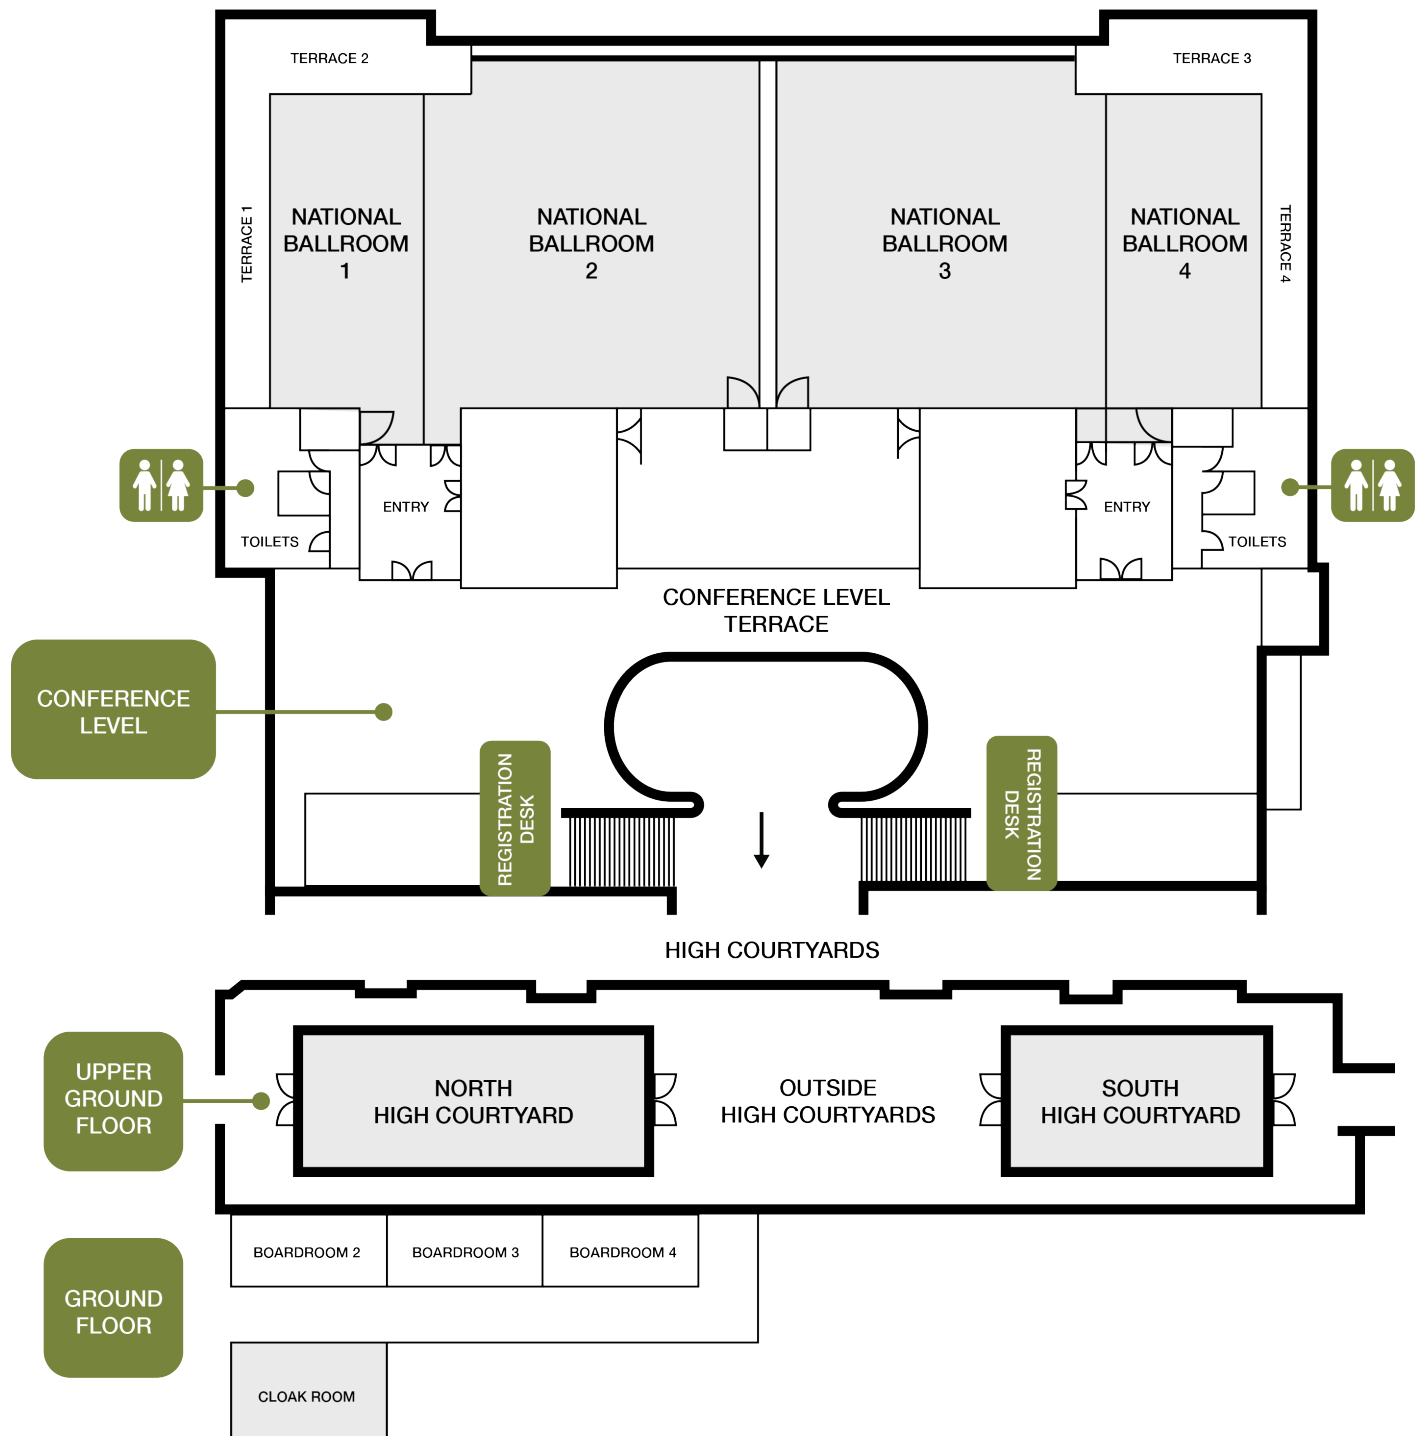 TERRACE 2
TERRACE 3
TERRACE 1
NATIONAL
BALLROOM
1
NATIONAL
BALLROOM
2
NATIONAL
BALLROOM
3
NATIONAL
BALLROOM
4
TERRACE 4
ENTRY
ENTRY
TOILETS
TOILETS
CONFERENCE LEVEL
TERRACE
CONFERENCE
LEVEL
REGISTRATION
DESK
REGISTRATION
DESK
HIGH COURTYARDS
UPPER
GROUND
FLOOR
NORTH
HIGH COURTYARD
OUTSIDE
HIGH COURTYARDS
SOUTH
HIGH COURTYARD
BOARDROOM 2
BOARDROOM 3
BOARDROOM 4
GROUND
FLOOR
CLOAK ROOM